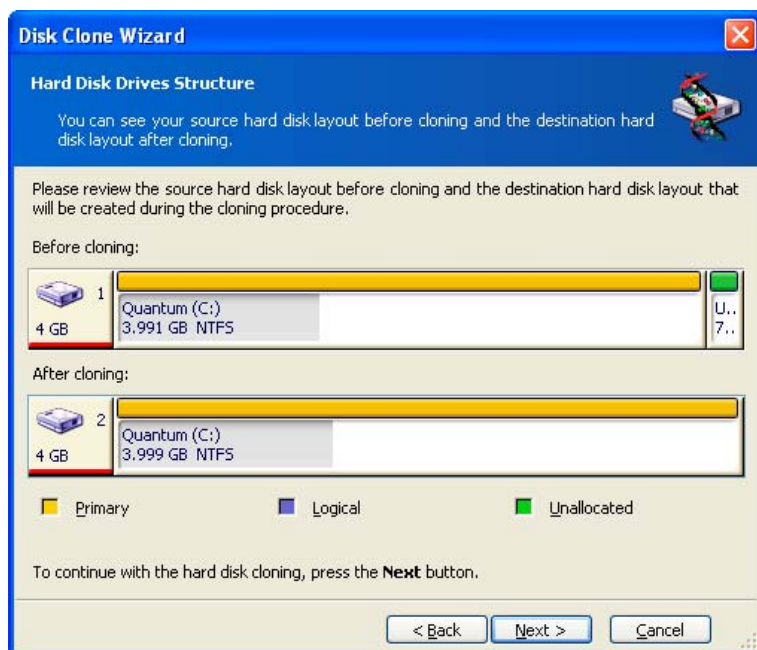 Disk Clone Wizard
Hard Disk Drives Structure
You can see your source hard disk layout before cloning and the destination hard
disk layout after cloning.
Please review the source hard disk layout before cloning and the destination hard disk layout that
will be created during the cloning procedure.
Before cloning:
1
4 GB
Quantum (C:)
3.991 GB NTFS
U..
7..
After cloning:
2
4 GB
Quantum (C:)
3.999 GB NTFS
Primary
Logical
Unallocated
To continue with the hard disk cloning, press the Next button.
< Back
Next >
Cancel